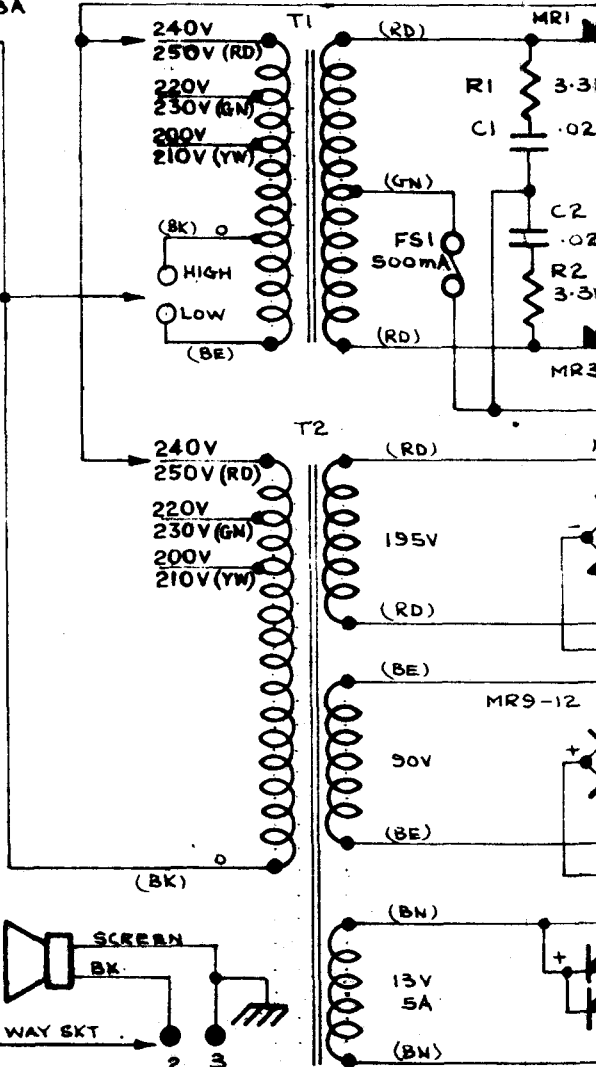 3A
T1
MR1
240V
250V (RD)
(RD)
R1
3.3
220V
230V (GN)
C1
.02
200V
210V (YW)
(GN)
(BK) O
C2
.02
FS1
500mA
HIGH
R2
3.3
LOW
(BE)
(RD)
MR3
T2
240V
250V (RD)
(RD)
220V
230V (GN)
195V
-
200V
210V (YW)
(RD)
(BE)
MR9-12
90V
+
(BE)
O
(BK)
(BN)
SCREEN
BK
+
13V
5A
WAY SKT
2 3
(BN)